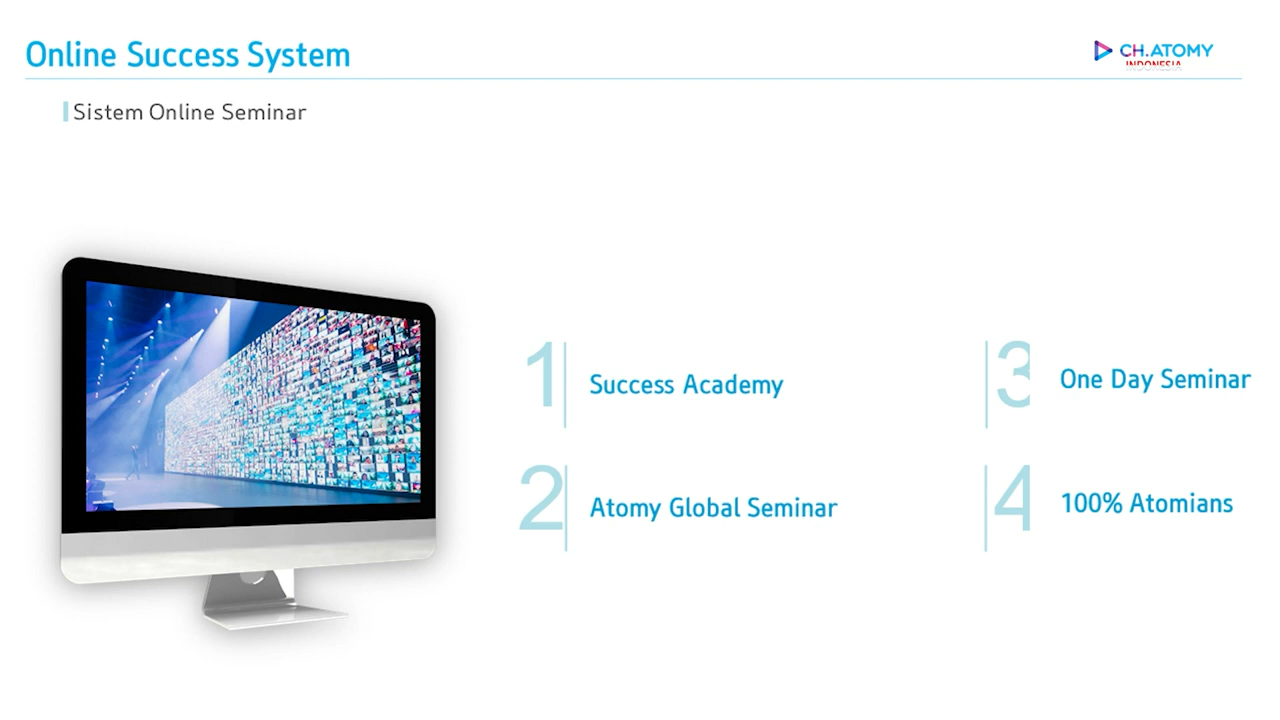 Online Success System
CH.ATOMY
INDONESIA
Sistem Online Seminar
1
Success Academy
2
Atomy Global Seminar
3
One Day Seminar
4
100% Atomians